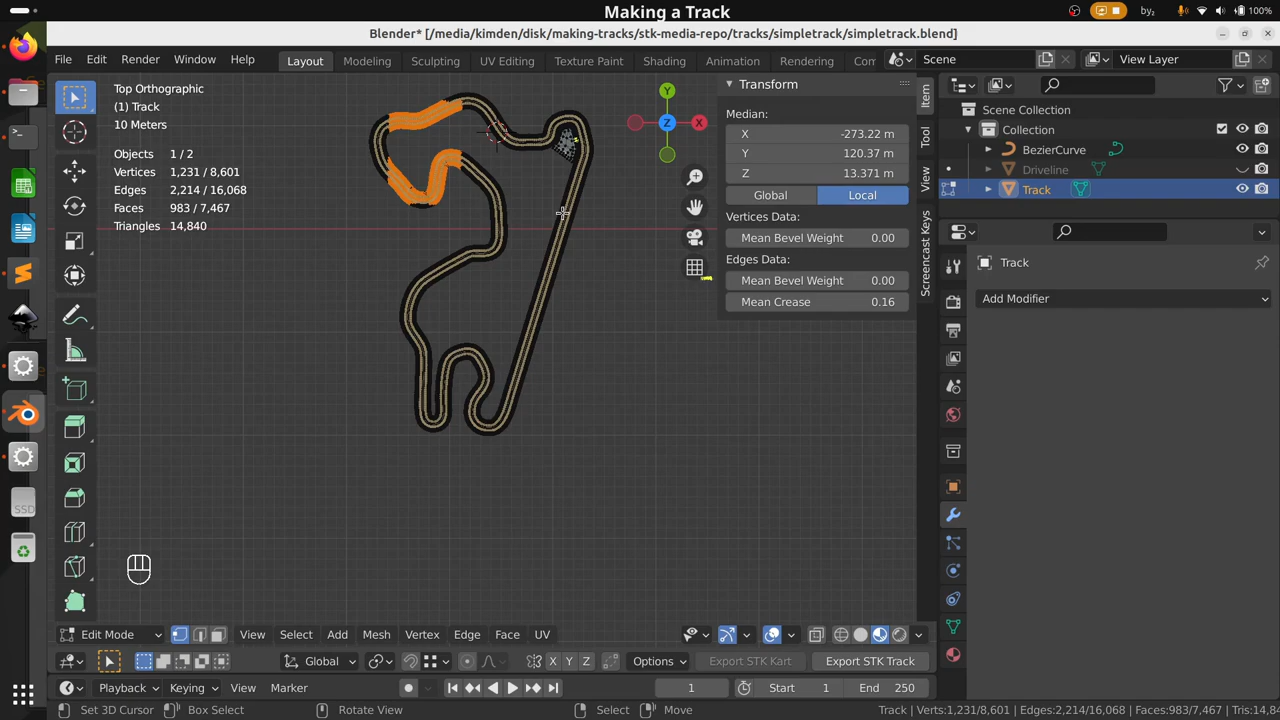 Making a Track
by₂
100%
Blender* [/media/kimden/disk/making-tracks/stk-media-repo/tracks/simpletrack/simpletrack.blend]
File Edit Render Window Help Layout Modeling Sculpting UV Editing Texture Paint Shading Animation Rendering Com Scene View Layer
Top Orthographic
(1) Track
10 Meters
Objects 1 / 2
Vertices 1,231 / 8,601
Edges 2,214 / 16,068
Faces 983 / 7,467
Triangles 14,840
Y
X
Z
Transform
Median:
X -273.22 m
Y 120.37 m
Z 13.371 m
Global Local
Vertices Data:
Mean Bevel Weight 0.00
Edges Data:
Mean Bevel Weight 0.00
Mean Crease 0.16
Item
Tool
View
Screencast Keys
Scene Collection
Collection
BezierCurve
Driveline
Track
Track
Add Modifier
SSD
Edit Mode View Select Add Mesh Vertex Edge Face UV
Global X Y Z Options Export STK Kart Export STK Track
Playback Keying View Marker 1 Start 1 End 250
Set 3D Cursor Box Select Rotate View Select Move Track | Verts:1,231/8,601 | Edges:2,214/16,068 | Faces:983/7,467 | Tris:14,84